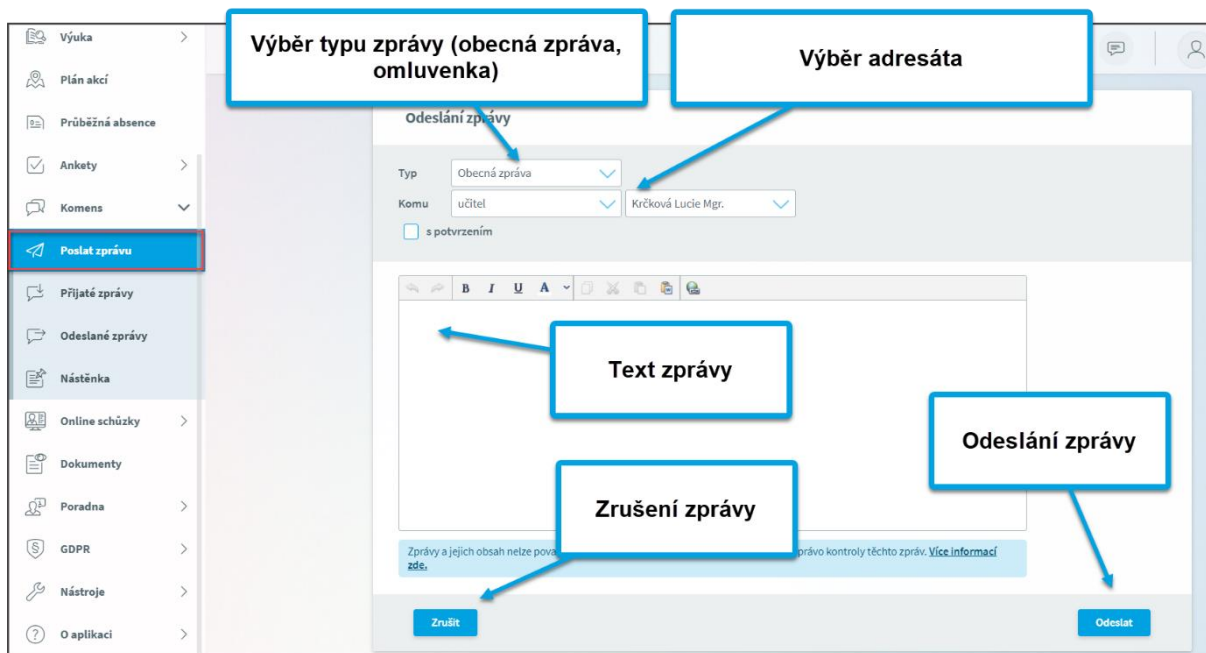 Výuka
Plán akcí
Průběžná absence
Ankety
Komens
Poslat zprávu
Přijaté zprávy
Odeslané zprávy
Nástěnka
Online schůzky
Dokumenty
Poradna
GDPR
Nástroje
O aplikaci
Výběr typu zprávy (obecná zpráva,
omluvenka)
Výběr adresáta
Odeslání zprávy
Typ
Obecná zpráva
Komu
učitel
Krčková Lucie Mgr.
s potvrzením
B I U A
Text zprávy
Odeslání zprávy
Zrušení zprávy
Zprávy a jejich obsah nelze
právo kontroly těchto zpráv. Více informací
zde.
Zrušit
Odeslat